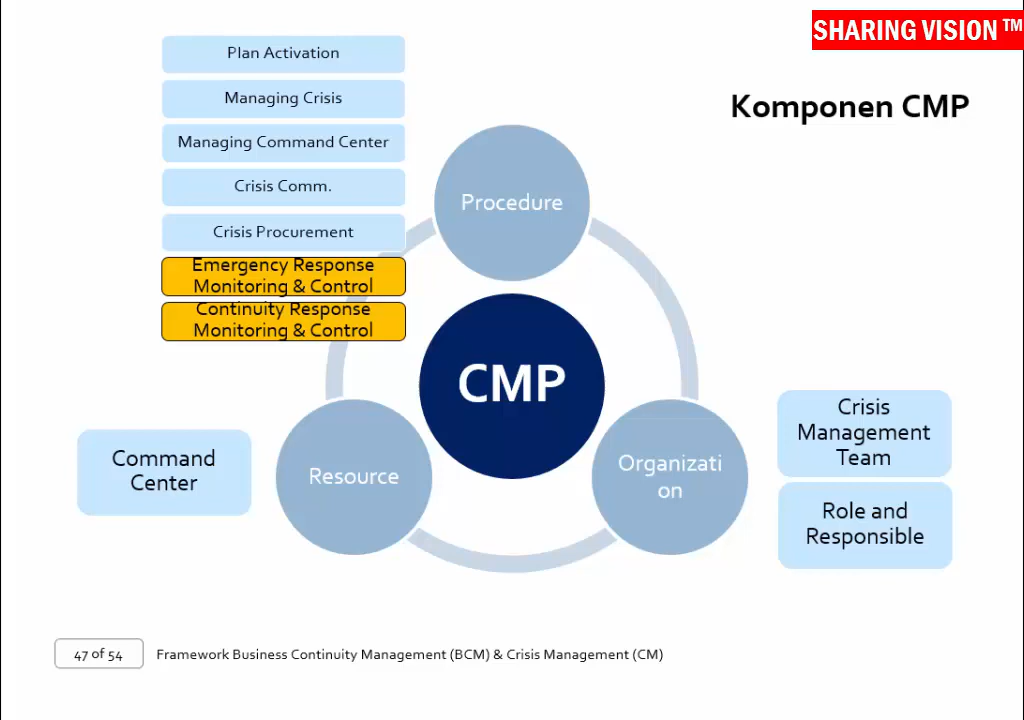 SHARING VISION ™
Komponen CMP
Plan Activation
Managing Crisis
Managing Command Center
Crisis Comm.
Crisis Procurement
Emergency Response
Monitoring & Control
Continuity Response
Monitoring & Control
Procedure
CMP
Resource
Organizati
on
Command
Center
Crisis
Management
Team
Role and
Responsible
47 of 54
Framework Business Continuity Management (BCM) & Crisis Management (CM)